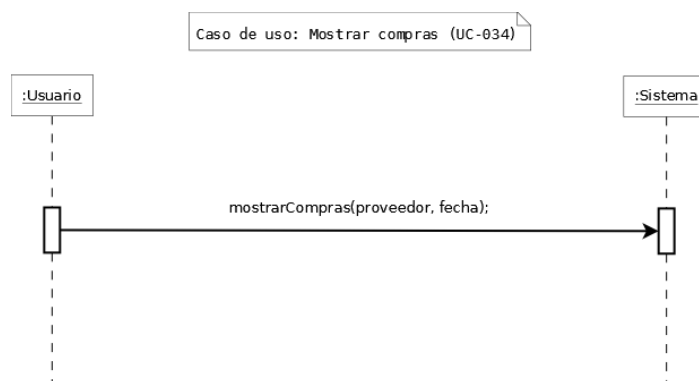 Caso de uso: Mostrar compras (UC-034)
:Usuario
:Sistema
mostrarCompras(proveedor, fecha);